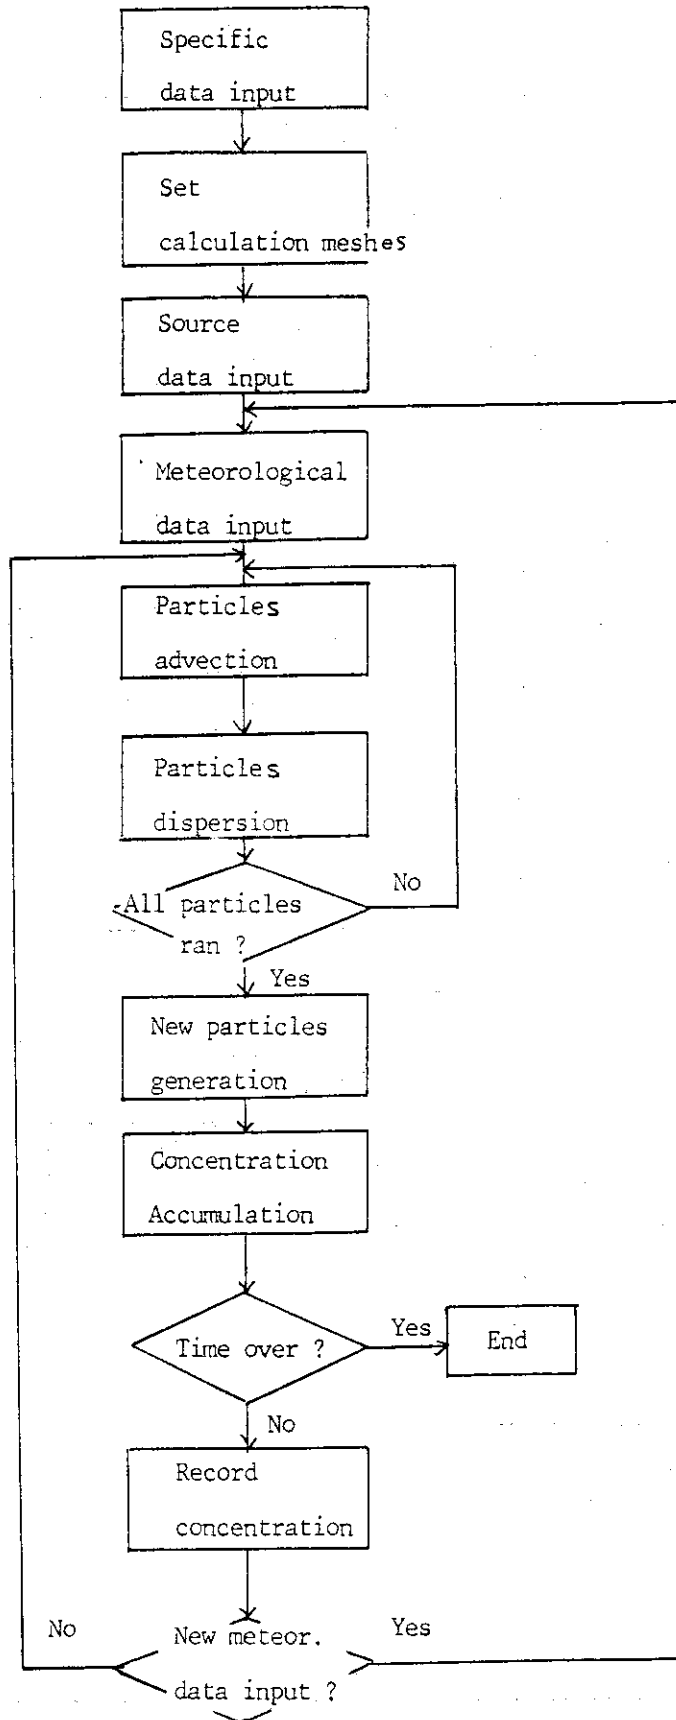 Specific
data input
Set
calculation meshes
Source
data input
Meteorological
data input
Particles
advection
Particles
dispersion
All particles
ran ?
No
Yes
New particles
generation
Concentration
Accumulation
Time over ?
Yes
End
No
Record
concentration
No
New meteor.
data input ?
Yes